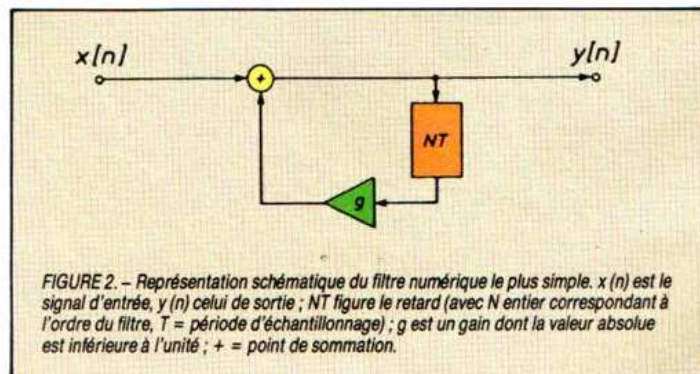 x[n]
y[n]
+
NT
g
FIGURE 2. – Représentation schématique du filtre numérique le plus simple. x (n) est le
signal d'entrée, y (n) celui de sortie ; NT figure le retard (avec N entier correspondant à
l'ordre du filtre, T = période d'échantillonnage) ; g est un gain dont la valeur absolue
est inférieure à l'unité ; + = point de sommation.